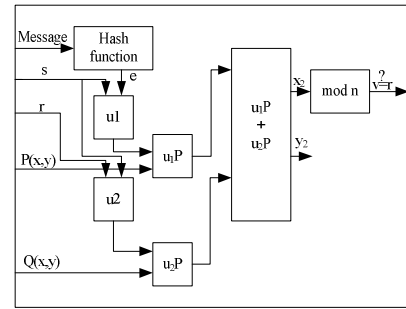 Message
Hash
function
s
e
r
u1
P(x,y)
u₁P
u2
Q(x,y)
u₂P
u₁P
+
u₂P
x₂
y₂
mod n
?
v=r